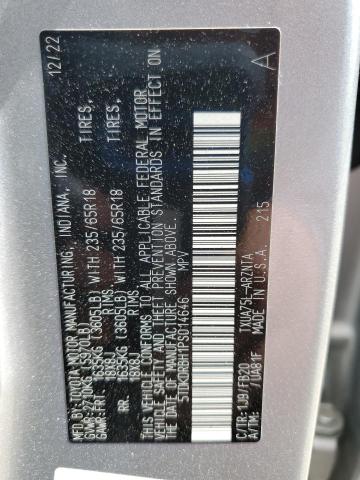 MFD. BY: TOYOTA MOTOR MFG. INDIANA, INC. 12/22
GVWR: 2710KG (5985LB)
GAWR: FRT. 1635KG (3605LB) WITH 235/65R18 TIRES,
18X8J RIMS
RR. 1635KG (3605LB) WITH 235/65R18 TIRES,
18X8J RIMS
THIS VEHICLE CONFORMS TO ALL APPLICABLE FEDERAL MOTOR
VEHICLE SAFETY AND THEFT PREVENTION STANDARDS IN EFFECT ON
THE DATE OF MANUFACTURE SHOWN ABOVE.
MPV
C/TR: 1J9/FB20 TXUA75L-ARZNTA
A/TM: /UA81F MADE IN U.S.A. 215
A